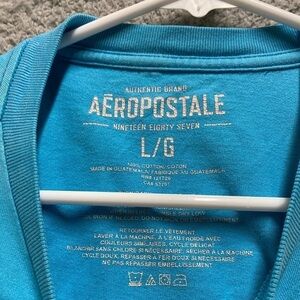 AUTHENTIC BRAND
AÉROPOSTALE
NINETEEN EIGHTY SEVEN
L/G
100% COTTON/COTON
MADE IN GUATEMALA/FABRIQUÉ AU GUATEMALA
RETOURNER LE VÊTEMENT
LAVER À LA MACHINE, À L'EAU FROIDE AVEC
COULEURS SIMILAIRES, CYCLE DÉLICAT
BLANCHIR SANS CHLORE SI NÉCESSAIRE, SÉCHER À LA MACHINE
CYCLE DOUX, REPASSER À FER DOUX SI NÉCESSAIRE
NE PAS REPASSER EMBELLISSEMENT